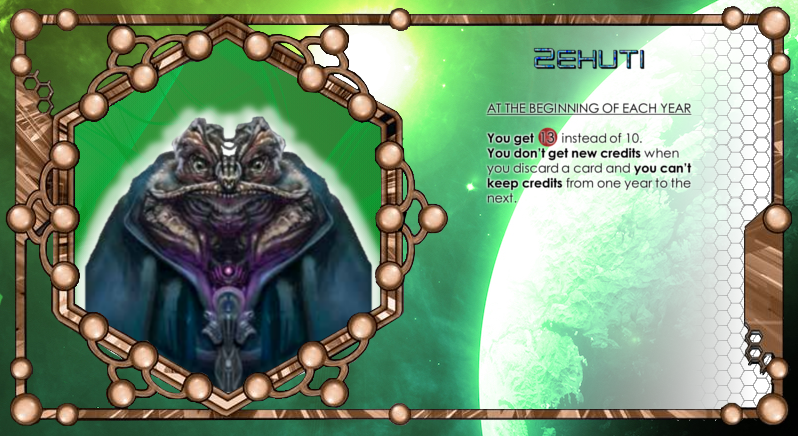 ZEHUTI
AT THE BEGINNING OF EACH YEAR
You get 13 instead of 10.
You don't get new credits when
you discard a card and you can't
keep credits from one year to the
next.